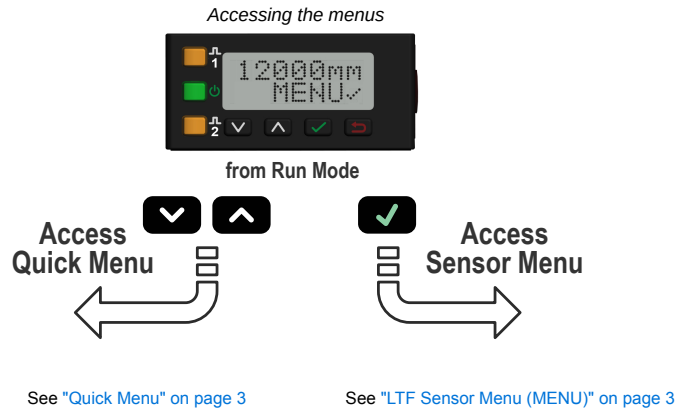 Accessing the menus
1
12000mm
MENU✓
2
from Run Mode
Access
Quick Menu
Access
Sensor Menu
See "Quick Menu" on page 3
See "LTF Sensor Menu (MENU)" on page 3